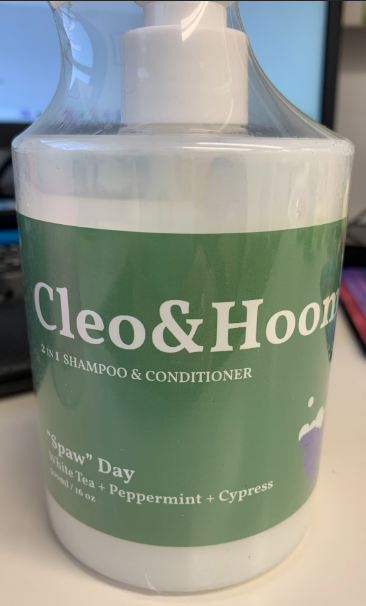 Cleo&Hoon
2 IN 1 SHAMPOO & CONDITIONER
"Spaw" Day
White Tea + Peppermint + Cypress
/ 16 oz